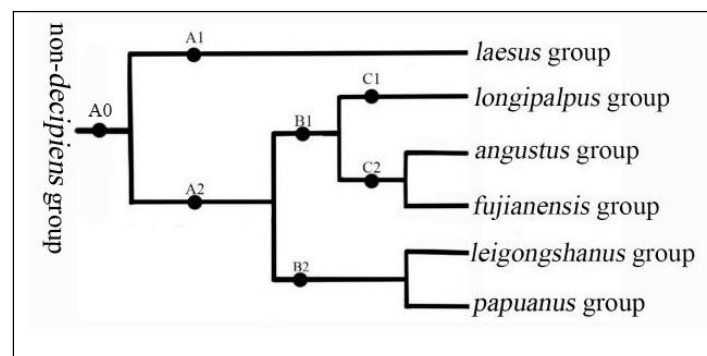 non-decipiens group
A0
A1
laesus group
C1
longipalpus group
B1
angustus group
C2
A2
fujianensis group
leigongshanus group
B2
papuanus group